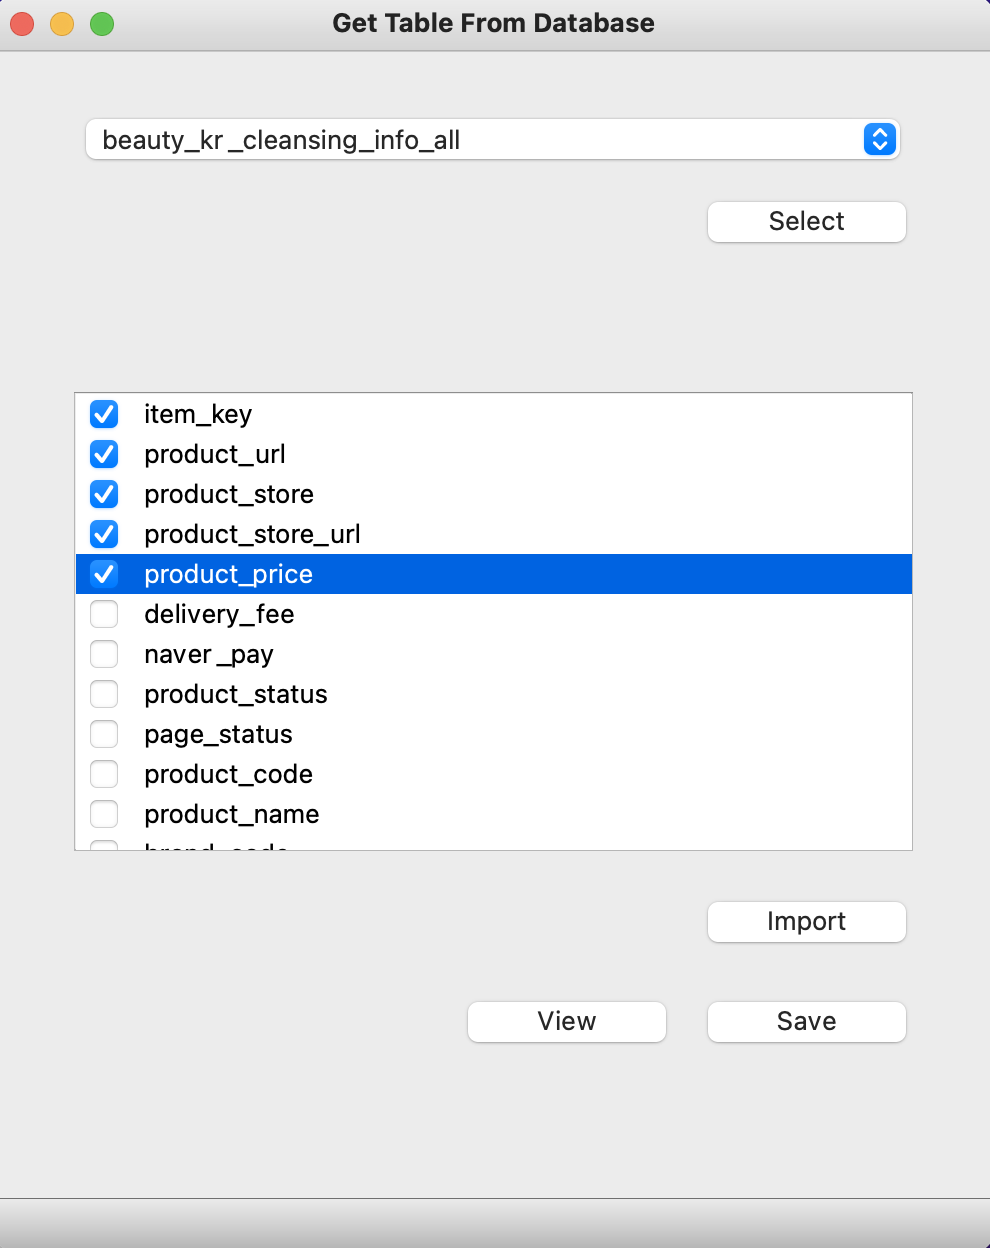 Get Table From Database
beauty_kr_cleansing_info_all
Select
item_key
product_url
product_store
product_store_url
product_price
delivery_fee
naver_pay
product_status
page_status
product_code
product_name
Import
View Save